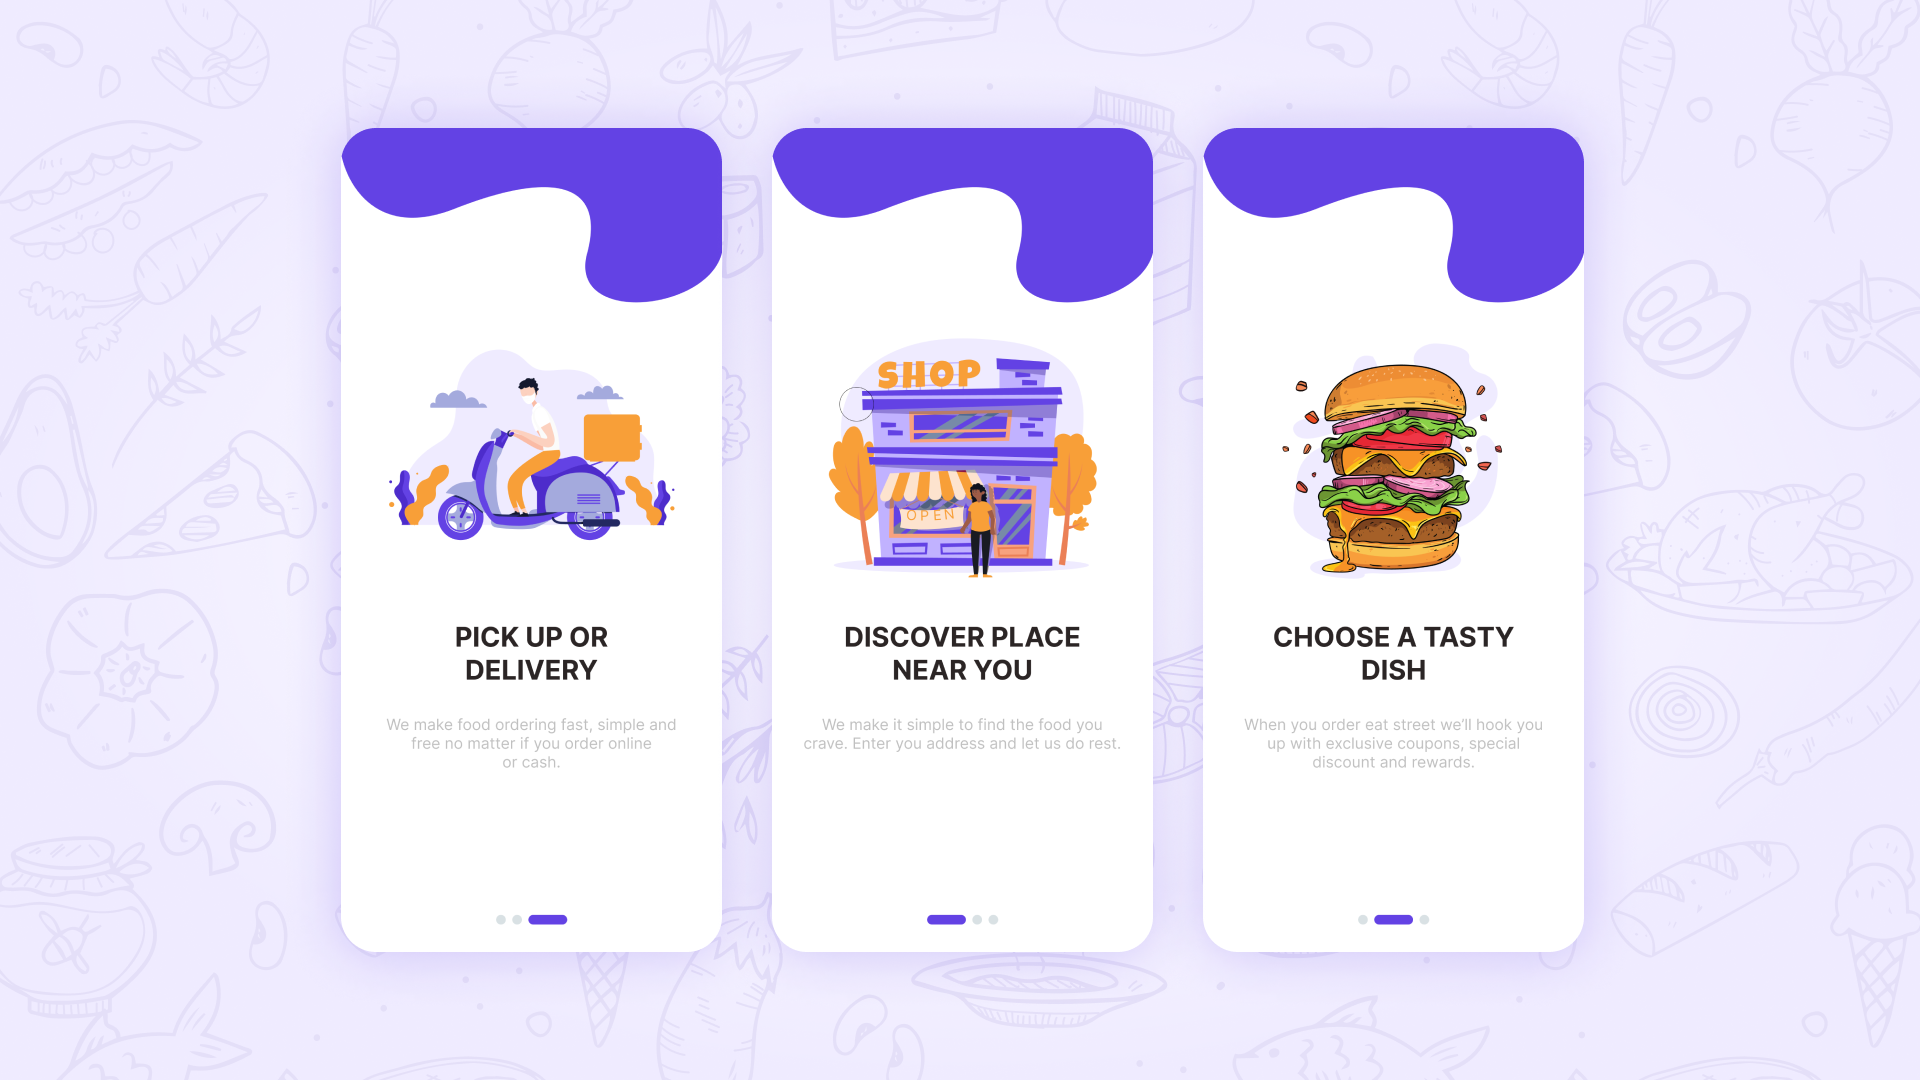 PICK UP OR
DELIVERY
We make food ordering fast, simple and
free no matter if you order online
or cash.
SHOP
OPEN
DISCOVER PLACE
NEAR YOU
We make it simple to find the food you
crave. Enter you address and let us do rest.
CHOOSE A TASTY
DISH
When you order eat street we'll hook you
up with exclusive coupons, special
discount and rewards.